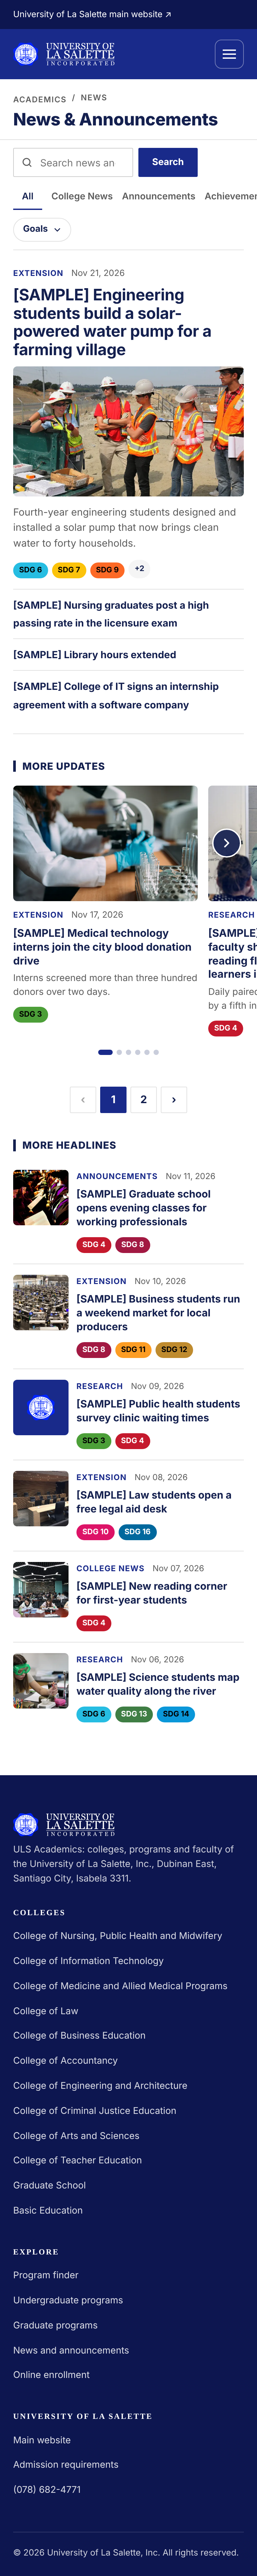 University of La Salette main website ↗
UNIVERSITY OF
LA SALETTE
INCORPORATED
ACADEMICS / NEWS
News & Announcements
Search news an
Search
All College News Announcements Achievemen
Goals
EXTENSION Nov 21, 2026
[SAMPLE] Engineering
students build a solar-
powered water pump for a
farming village
Fourth-year engineering students designed and
installed a solar pump that now brings clean
water to forty households.
SDG 6 SDG 7 SDG 9 +2
[SAMPLE] Nursing graduates post a high
passing rate in the licensure exam
[SAMPLE] Library hours extended
[SAMPLE] College of IT signs an internship
agreement with a software company
MORE UPDATES
EXTENSION Nov 17, 2026
[SAMPLE] Medical technology
interns join the city blood donation
drive
Interns screened more than three hundred
donors over two days.
SDG 3
RESEARCH
[SAMPLE]
faculty sh
reading fl
learners i
Daily paired
by a fifth in
SDG 4
‹ 1 2 ›
MORE HEADLINES
ANNOUNCEMENTS Nov 11, 2026
[SAMPLE] Graduate school
opens evening classes for
working professionals
SDG 4 SDG 8
EXTENSION Nov 10, 2026
[SAMPLE] Business students run
a weekend market for local
producers
SDG 8 SDG 11 SDG 12
RESEARCH Nov 09, 2026
[SAMPLE] Public health students
survey clinic waiting times
SDG 3 SDG 4
EXTENSION Nov 08, 2026
[SAMPLE] Law students open a
free legal aid desk
SDG 10 SDG 16
COLLEGE NEWS Nov 07, 2026
[SAMPLE] New reading corner
for first-year students
SDG 4
RESEARCH Nov 06, 2026
[SAMPLE] Science students map
water quality along the river
SDG 6 SDG 13 SDG 14
UNIVERSITY OF
LA SALETTE
INCORPORATED
ULS Academics: colleges, programs and faculty of
the University of La Salette, Inc., Dubinan East,
Santiago City, Isabela 3311.
COLLEGES
College of Nursing, Public Health and Midwifery
College of Information Technology
College of Medicine and Allied Medical Programs
College of Law
College of Business Education
College of Accountancy
College of Engineering and Architecture
College of Criminal Justice Education
College of Arts and Sciences
College of Teacher Education
Graduate School
Basic Education
EXPLORE
Program finder
Undergraduate programs
Graduate programs
News and announcements
Online enrollment
UNIVERSITY OF LA SALETTE
Main website
Admission requirements
(078) 682-4771
© 2026 University of La Salette, Inc. All rights reserved.